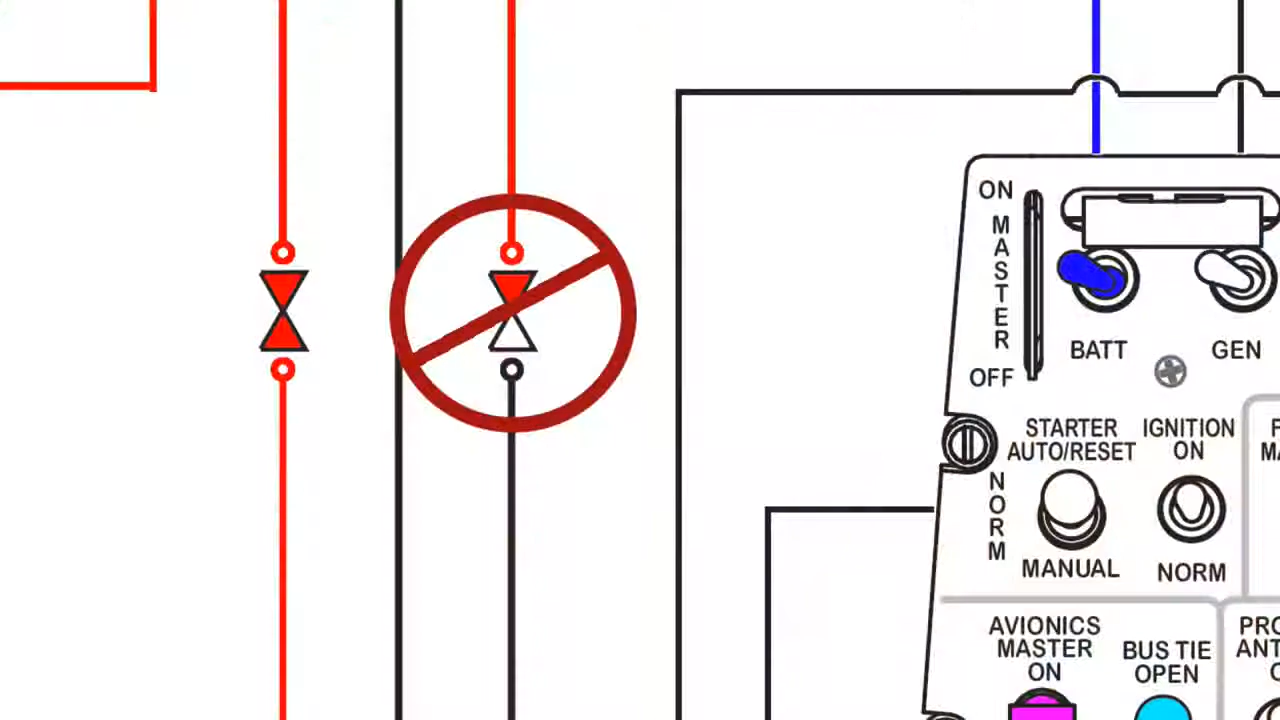 ON
MASTER
OFF
BATT
GEN
STARTER
AUTO/RESET
IGNITION
ON
NORM
MANUAL
NORM
AVIONICS
MASTER
ON
BUS TIE
OPEN